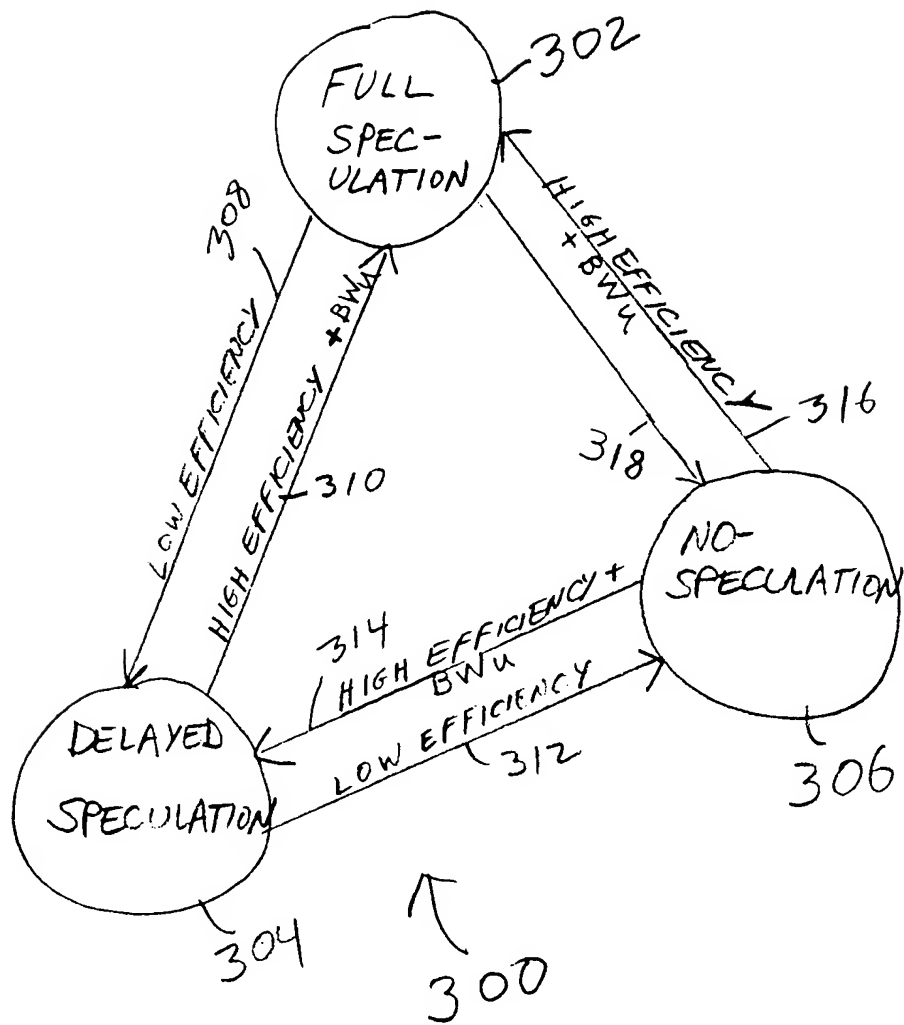 302
FULL
SPEC-
ULATION
308
LOW EFFICIENCY
HIGH EFFICIENCY + BWu
310
HIGH EFFICIENCY
+ BWu
316
318
NO-
SPECULATION
306
314
HIGH EFFICIENCY +
BWu
LOW EFFICIENCY
312
DELAYED
SPECULATION
304
300